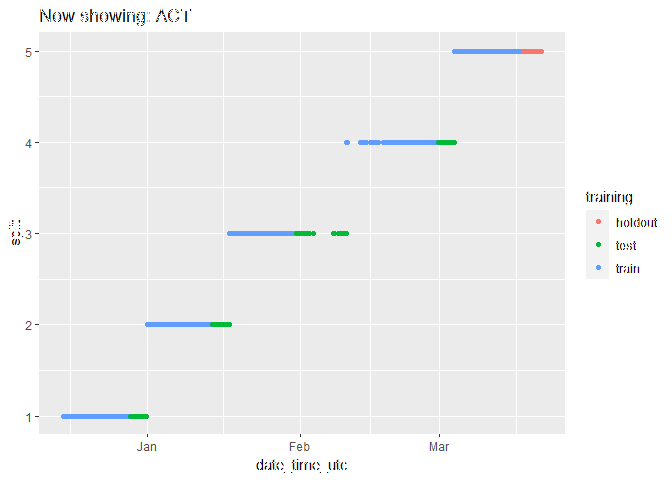 Now showing: ACT
5
4
3
2
1
split
Jan
Feb
Mar
date_time_utc
training
holdout
test
train